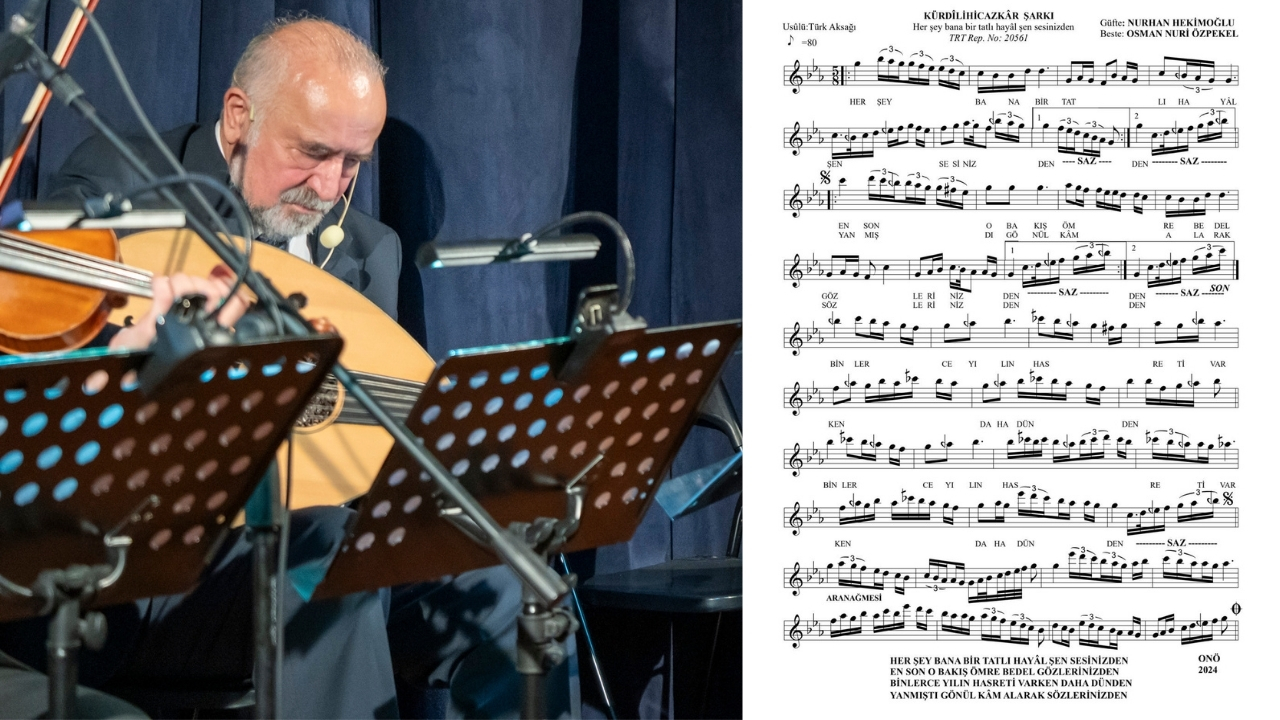 KÜRDÎLİHİCAZKÂR ŞARKI
Usûlü:Türk Aksağı
Her şey bana bir tatlı hayâl şen sesinizden
Güfte: NURHAN HEKİMOĞLU
♪ =80
TRT Rep. No: 20561
Beste: OSMAN NURİ ÖZPEKEL
HER ŞEY BA NA BİR TAT LI HA YÂL
ŞEN SE Sİ NİZ DEN ---- SAZ ---- DEN -------- SAZ --------
EN SON O BA KIŞ ÖM RE BE DEL
YAN MIŞ DI GÖ NÜL KÂM A LA RAK
SON
GÖZ LE Rİ NİZ DEN -------- SAZ -------- DEN -------- SAZ --------
SÖZ LE Rİ NİZ DEN DEN
BİN LER CE YI LIN HAS RE Tİ VAR
KEN DA HA DÜN DEN
BİN LER CE YI LIN HAS RE Tİ VAR
KEN DA HA DÜN DEN --------- SAZ ---------
ARANAĞMESİ
HER ŞEY BANA BİR TATLI HAYÂL ŞEN SESİNİZDEN
EN SON O BAKIŞ ÖMRE BEDEL GÖZLERİNİZDEN
BİNLERCE YILIN HASRETİ VARKEN DAHA DÜNDEN
YANMIŞTI GÖNÜL KÂM ALARAK SÖZLERİNİZDEN
ONÖ
2024